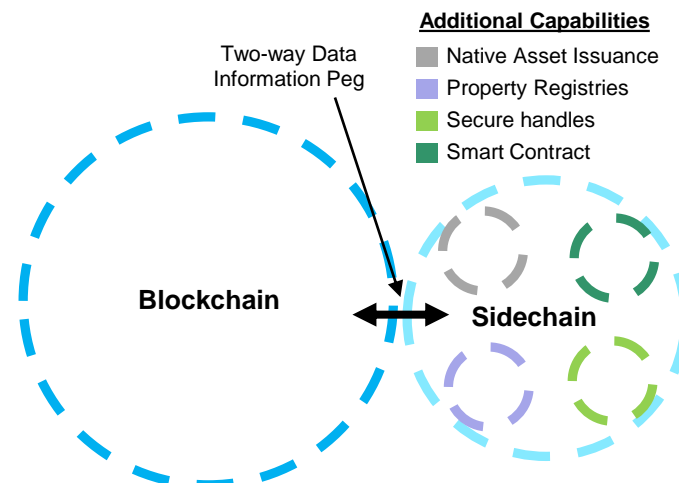 Additional Capabilities
Two-way Data
Information Peg
Native Asset Issuance
Property Registries
Secure handles
Smart Contract
Blockchain
Sidechain